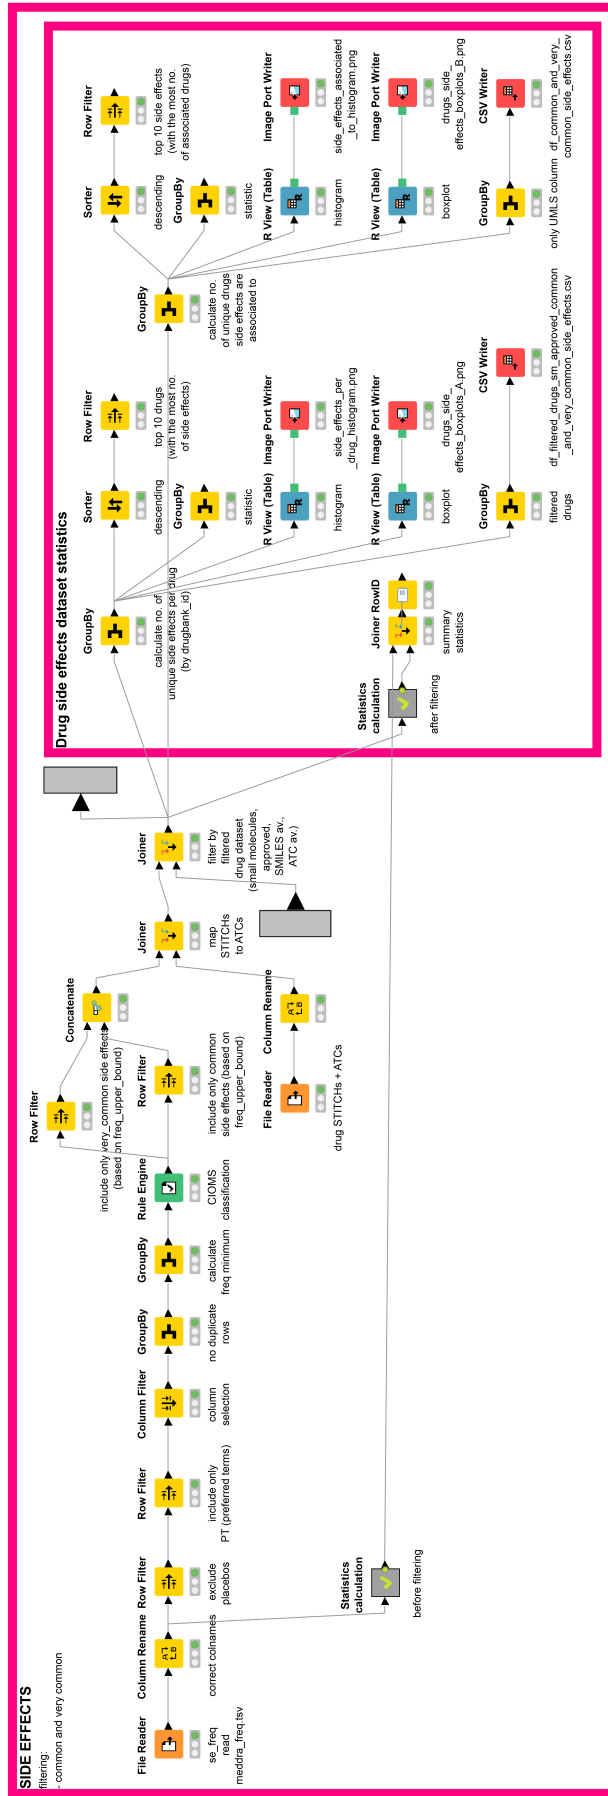 SIDE EFFECTS
filtering:
- common and very common
File Reader
se_freq
read
meddra_freq.tsv
Column Rename
correct colnames
Row Filter
exclude
placebos
Row Filter
include only
PT (preferred terms)
Column Filter
column
selection
GroupBy
no duplicate
rows
GroupBy
calculate
freq minimum
Rule Engine
CIOMS
classification
Row Filter
include only very_common side effects
(based on freq_upper_bound)
Row Filter
include only common
side effects (based on
freq_upper_bound)
Concatenate
File Reader
drug STITCHs + ATCs
Column Rename
Joiner
map
STITCHs
to ATCs
Joiner
filter by
filtered
drug dataset
(small molecules,
approved,
SMILES av.,
ATC av.)
Statistics
calculation
before filtering
Drug side effects dataset statistics
Statistics
calculation
after filtering
Joiner
summary
statistics
RowID
GroupBy
calculate no. of
unique side effects per drug
(by drugbank_id)
Sorter
descending
Row Filter
top 10 drugs
(with the most no.
of side effects)
GroupBy
statistic
R View (Table)
histogram
Image Port Writer
side_effects_per
_drug_histogram.png
R View (Table)
boxplot
Image Port Writer
drugs_side_
effects_boxplots_A.png
GroupBy
filtered
drugs
CSV Writer
df_filtered_drugs_sm_approved_common
_and_very_common_side_effects.csv
GroupBy
calculate no.
of unique drugs
side effects are
associated to
Sorter
descending
Row Filter
top 10 side effects
(with the most no.
of associated drugs)
GroupBy
statistic
R View (Table)
histogram
Image Port Writer
side_effects_associated
_to_histogram.png
R View (Table)
boxplot
Image Port Writer
drugs_side_
effects_boxplots_B.png
GroupBy
only UMLS column
CSV Writer
df_common_and_very_
common_side_effects.csv